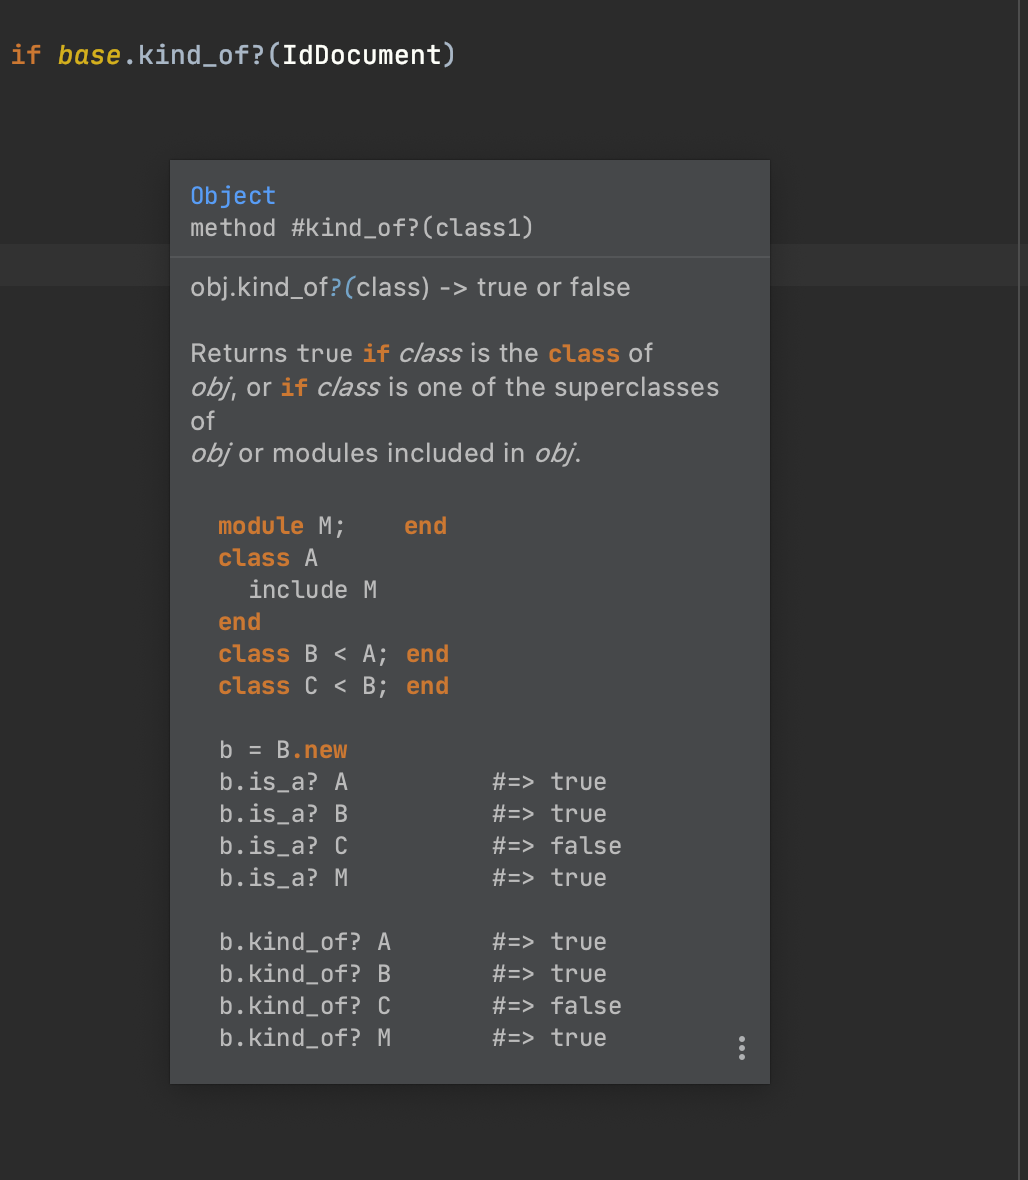 if base.kind_of?(IdDocument)
Object
method #kind_of?(class1)
obj.kind_of?(class) -> true or false
Returns true if class is the class of
obj, or if class is one of the superclasses
of
obj or modules included in obj.
module M;    end
class A
  include M
end
class B < A; end
class C < B; end
b = B.new
b.is_a? A          #=> true
b.is_a? B          #=> true
b.is_a? C          #=> false
b.is_a? M          #=> true
b.kind_of? A       #=> true
b.kind_of? B       #=> true
b.kind_of? C       #=> false
b.kind_of? M       #=> true